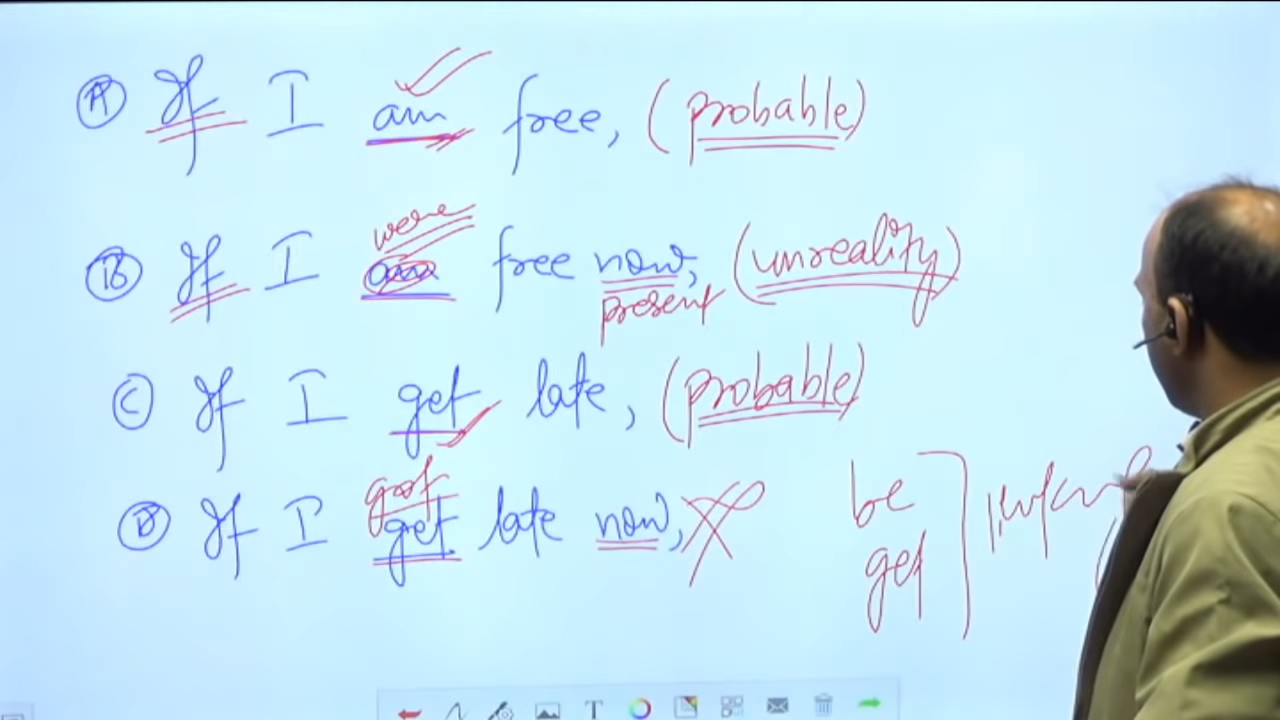 (A) If I am free, (probable)
were
(B) If I am free now, (unreality)
present
(C) If I get late, (probable)
got
(D) If I get late now,
be
get